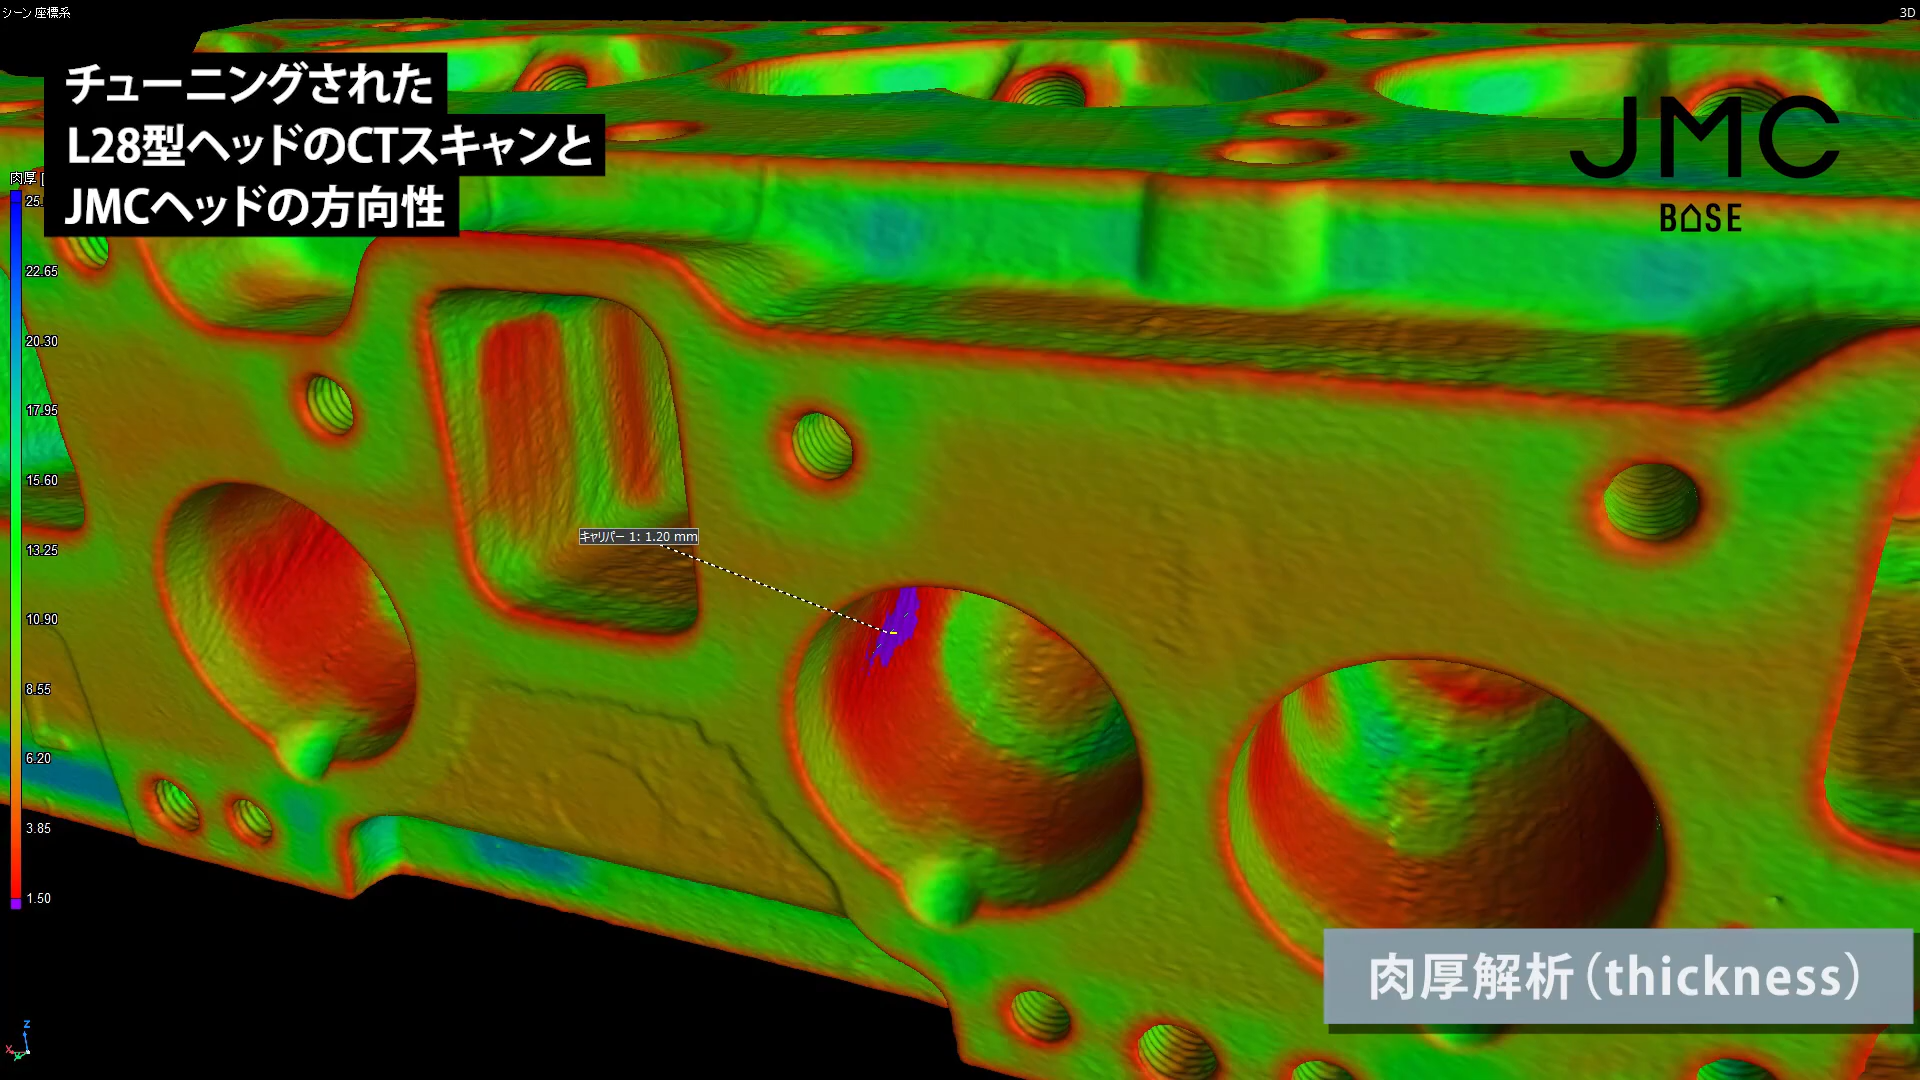 シーン座標系
3D
チューニングされた
L28型ヘッドのCTスキャンと
JMCヘッドの方向性
JMC
BASE
肉厚 [
25.
22.65
20.30
17.95
15.60
13.25
10.90
8.55
6.20
3.85
1.50
キャリパー 1: 1.20 mm
肉厚解析(thickness)
Z
X
Y